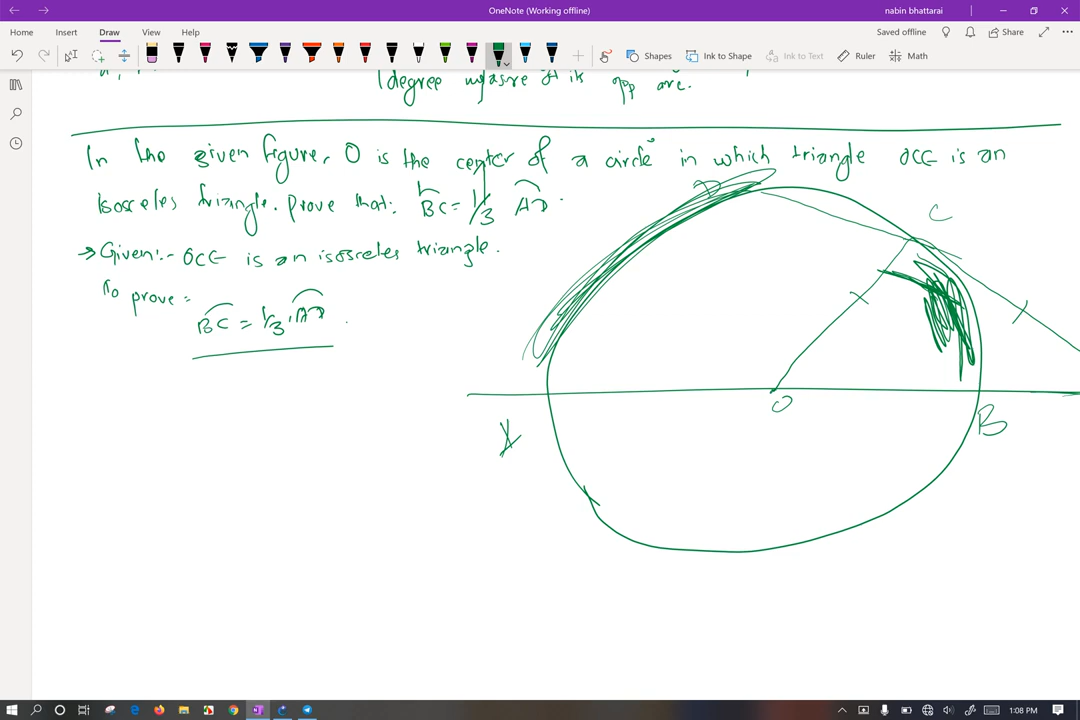 OneNote (Working offline)
nabin bhattarai
Home Insert Draw View Help
Saved offline
Share
Shapes Ink to Shape Ink to Text Ruler Math
(degree measure of its opp arc.
In the given figure, O is the center of a circle in which triangle OCE is an
Isosceles triangle. Prove that: BC = 1/3 AD.
→ Given:- OCE is an isosceles triangle.
To prove =
BC = 1/3 AD.
D
C
O
B
A
1:08 PM